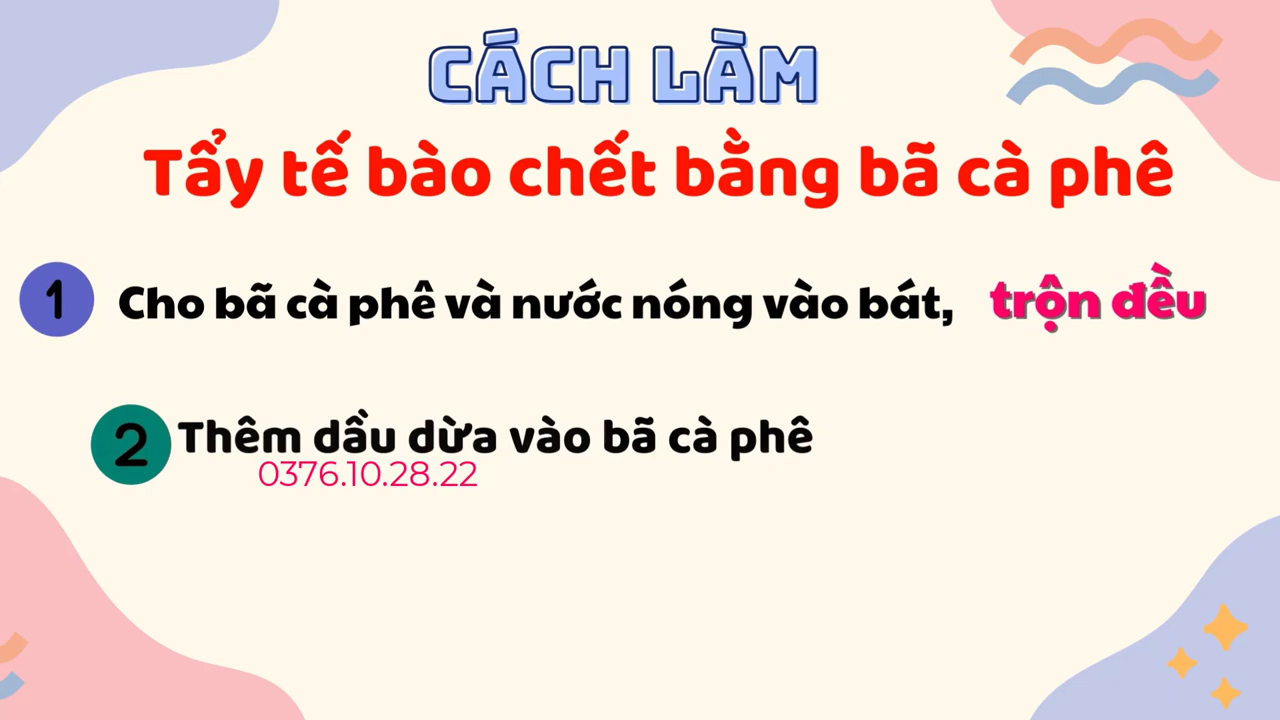 CÁCH LÀM
Tẩy tế bào chết bằng bã cà phê
1 Cho bã cà phê và nước nóng vào bát, trộn đều
2 Thêm dầu dừa vào bã cà phê
0376.10.28.22